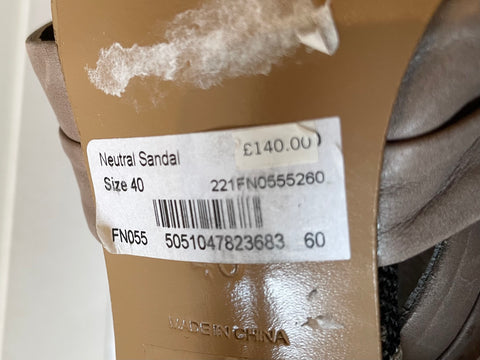 Neutral Sandal
£140.00
Size 40
221FN0555260
FN055 5051047823683 60
MADE IN CHINA